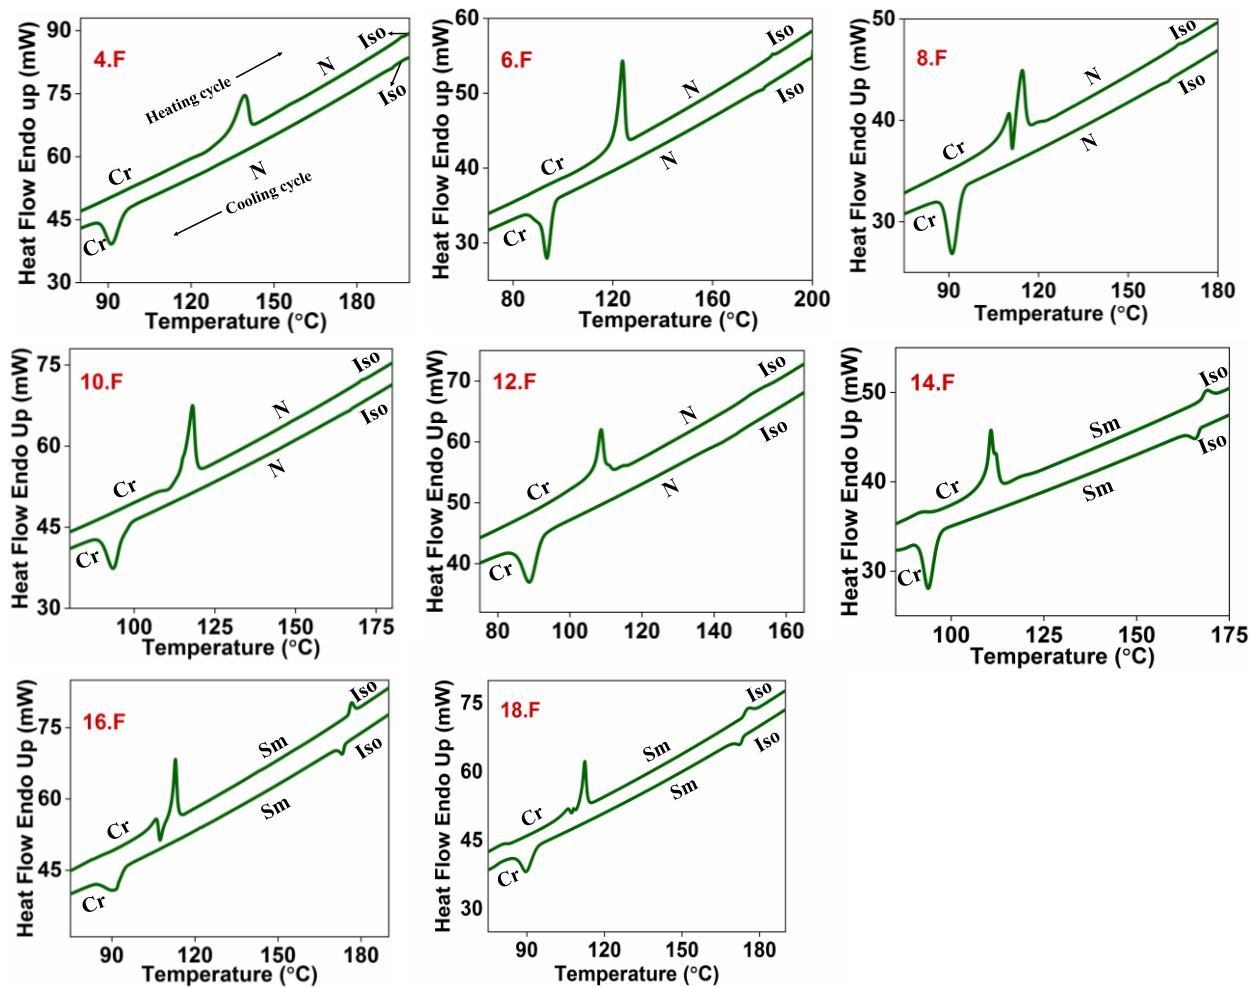 4.F
Heat Flow Endo up (mW)
90
75
60
45
30
Heating cycle
Cooling cycle
Iso
N
Iso
Cr
N
Cr
90 120 150 180
Temperature (°C)
6.F
Heat Flow Endo up (mW)
60
50
40
30
Iso
N
Iso
Cr
N
Cr
80 120 160 200
Temperature (°C)
8.F
Heat Flow Endo Up (mW)
50
40
30
Iso
N
Iso
Cr
N
Cr
90 120 150 180
Temperature (°C)
10.F
Heat Flow Endo Up (mW)
75
60
45
30
Iso
N
Iso
Cr
N
Cr
100 125 150 175
Temperature (°C)
12.F
Heat Flow Endo Up (mW)
70
60
50
40
Iso
N
Iso
Cr
N
Cr
80 100 120 140 160
Temperature (°C)
14.F
Heat Flow Endo Up (mW)
50
40
30
Iso
Sm
Iso
Cr
Sm
Cr
100 125 150 175
Temperature (°C)
16.F
Heat Flow Endo Up (mW)
75
60
45
Iso
Sm
Iso
Cr
Sm
Cr
90 120 150 180
Temperature (°C)
18.F
Heat Flow Endo Up (mW)
75
60
45
30
Iso
Sm
Iso
Cr
Sm
Cr
90 120 150 180
Temperature (°C)